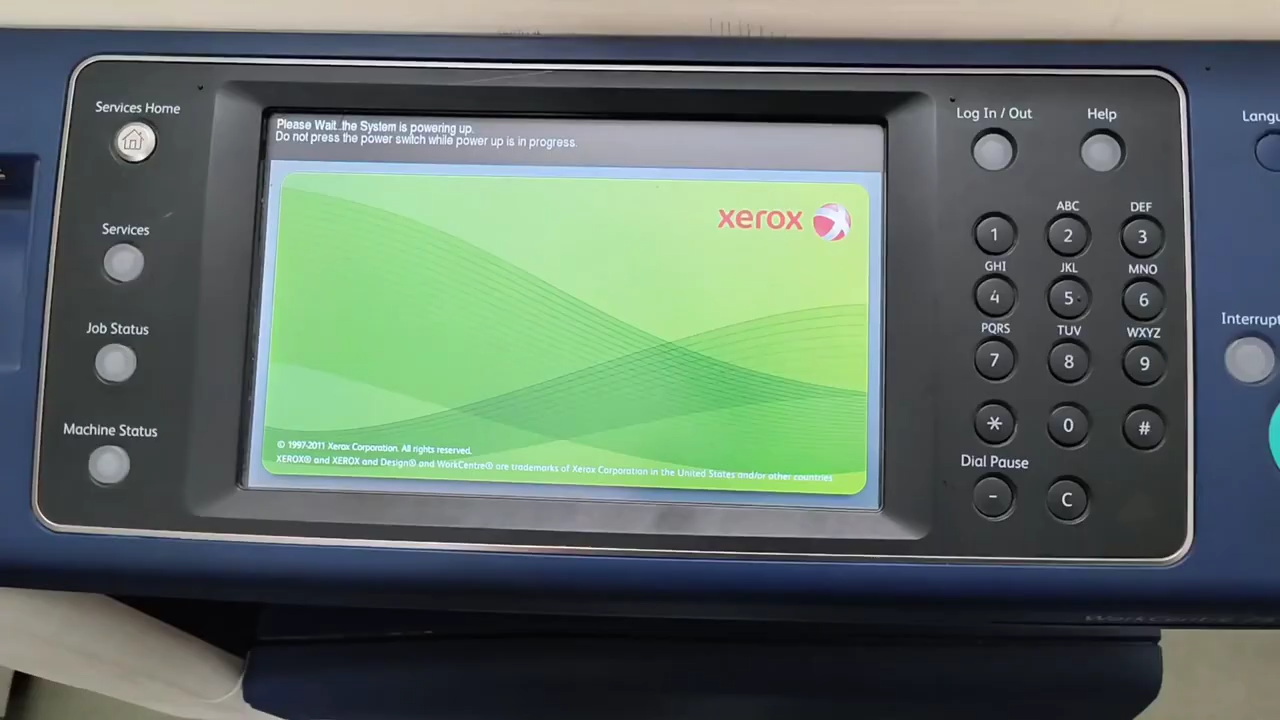 Services Home
Services
Job Status
Machine Status
Please Wait..the System is powering up.
Do not press the power switch while power up is in progress.
xerox
© 1997-2011 Xerox Corporation. All rights reserved.
XEROX® and XEROX and Design® and WorkCentre® are trademarks of Xerox Corporation in the United States and/or other countries
Log In / Out
Help
ABC DEF
1 2 3
GHI JKL MNO
4 5 6
PQRS TUV WXYZ
7 8 9
* 0 #
Dial Pause
- C
Langu
Interrupt
WorkCentre